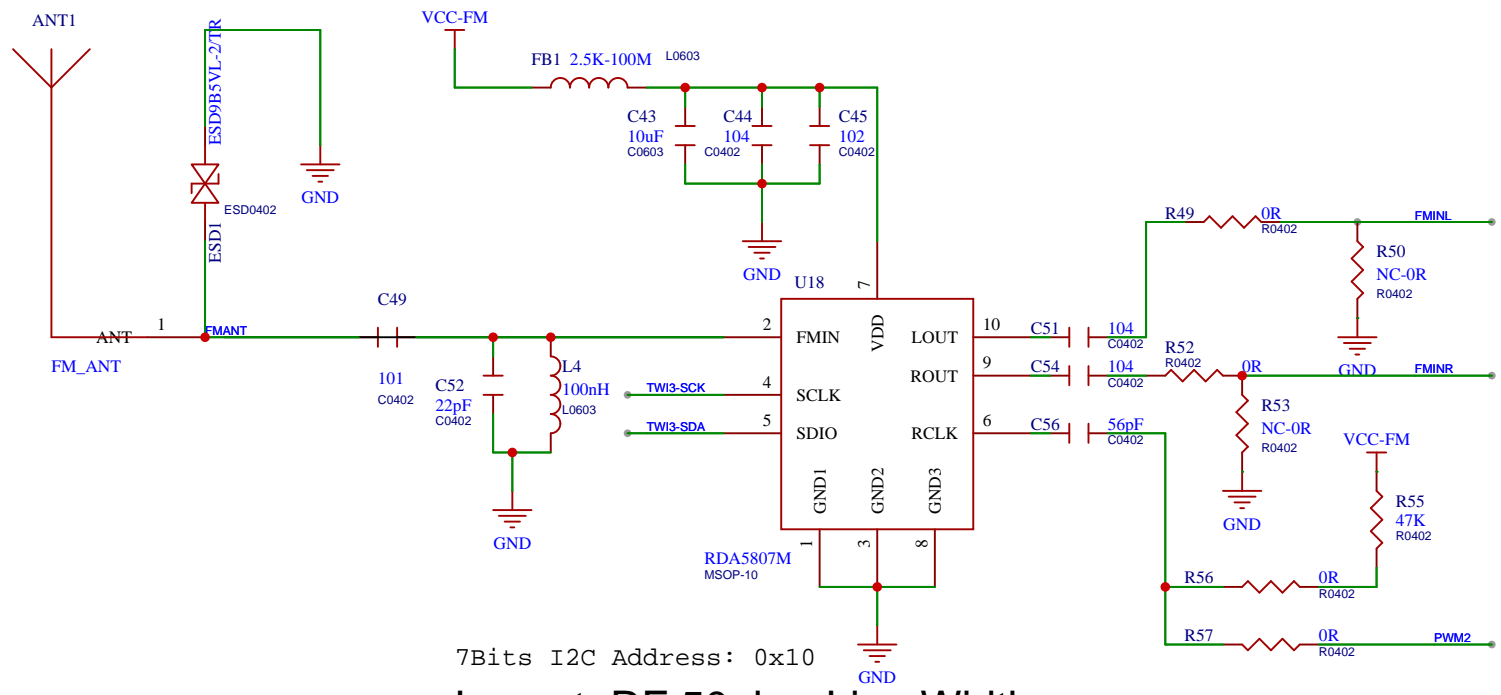 ANT1
ESD9B5VL-2/TR
ESD0402
ESD1
GND
VCC-FM
FB1 2.5K-100M L0603
C43
10uF
C0603
C44
104
C0402
C45
102
C0402
GND
ANT
1
FMANT
FM_ANT
C49
101
C0402
C52
22pF
C0402
L4
100nH
L0603
GND
TWI3-SCK
TWI3-SDA
U18
2 FMIN
4 SCLK
5 SDIO
7 VDD
LOUT 10
ROUT 9
RCLK 6
GND1 GND2 GND3
1 3 8
RDA5807M
MSOP-10
GND
C51 104
C0402
C54 104
C0402
C56 56pF
C0402
R49 0R
R0402
FMINL
R50
NC-0R
R0402
GND
R52
R0402
0R
FMINR
R53
NC-0R
R0402
GND
VCC-FM
R55
47K
R0402
R56 0R
R0402
R57 0R
R0402
PWM2
7Bits I2C Address: 0x10